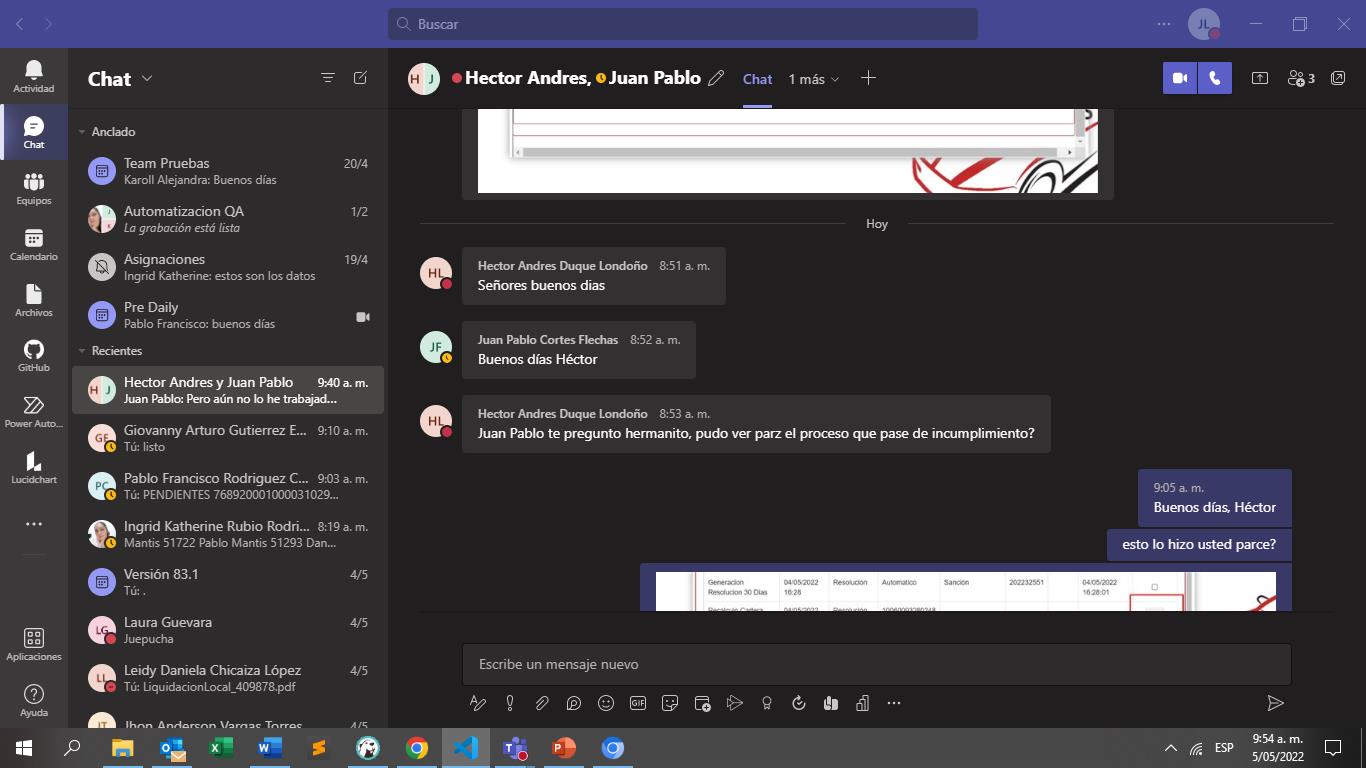 Buscar
JL
Actividad
Chat
Equipos
Calendario
Archivos
GitHub
Power Auto...
Lucidchart
Aplicaciones
Ayuda
Chat
Anclado
Team Pruebas 20/4
Karoll Alejandra: Buenos días
Automatizacion QA 1/2
La grabación está lista
Asignaciones 19/4
Ingrid Katherine: estos son los datos
Pre Daily
Pablo Francisco: buenos días
Recientes
H J
Hector Andres y Juan Pablo 9:40 a. m.
Juan Pablo: Pero aún no lo he trabajad...
GE
Giovanny Arturo Gutierrez E... 9:10 a. m.
Tú: listo
PC
Pablo Francisco Rodriguez C... 9:03 a. m.
Tú: PENDIENTES 768920001000031029...
Ingrid Katherine Rubio Rodri... 8:19 a. m.
Mantis 51722 Pablo Mantis 51293 Dan...
Versión 83.1 4/5
Tú: .
LG
Laura Guevara 4/5
Juepucha
LL
Leidy Daniela Chicaiza López 4/5
Tú: LiquidacionLocal_409878.pdf
JT
Jhon Anderson Vargas Torres 4/5
H J
Hector Andres, Juan Pablo
Chat
1 más
3
Hoy
HL
Hector Andres Duque Londoño 8:51 a. m.
Señores buenos dias
JF
Juan Pablo Cortes Flechas 8:52 a. m.
Buenos días Héctor
HL
Hector Andres Duque Londoño 8:53 a. m.
Juan Pablo te pregunto hermanito, pudo ver parz el proceso que pase de incumplimiento?
9:05 a. m.
Buenos días, Héctor
esto lo hizo usted parce?
Generacion 04/05/2022 Resolución Automatico Sanción 202232551 04/05/2022
Resolucion 30 Dias 16:28 16:28:01
Escribe un mensaje nuevo
GIF
ESP
9:54 a. m.
5/05/2022